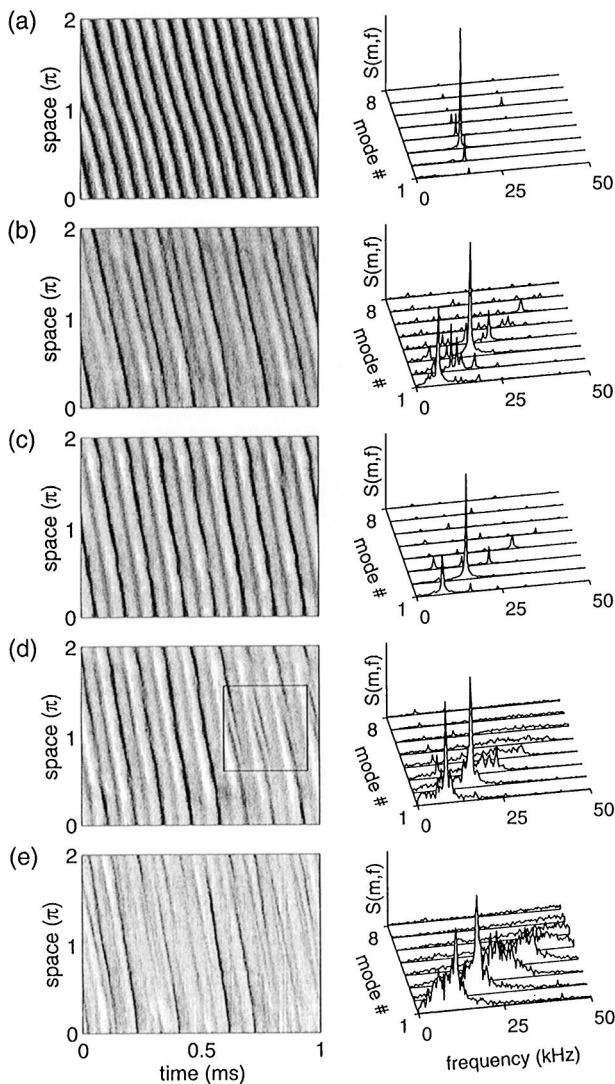 (a)
space (π)
2
1
0
S(m,f)
8
mode #
1
0
25
50
(b)
space (π)
2
1
0
S(m,f)
8
mode #
1
0
25
50
(c)
space (π)
2
1
0
S(m,f)
8
mode #
1
0
25
50
(d)
space (π)
2
1
0
S(m,f)
8
mode #
1
0
25
50
(e)
space (π)
2
1
0
0
0.5
1
time (ms)
S(m,f)
8
mode #
1
0
25
50
frequency (kHz)